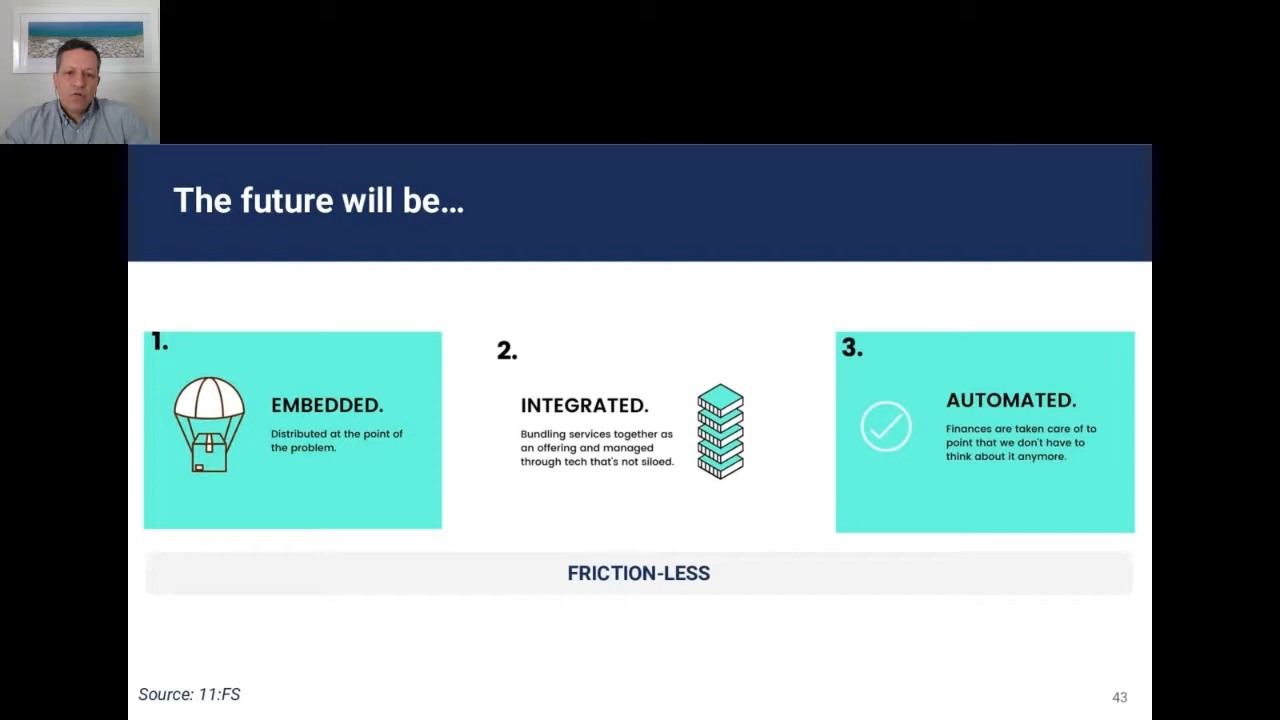 The future will be...
1.
EMBEDDED.
Distributed at the point of
the problem.
2.
INTEGRATED.
Bundling services together as
an offering and managed
through tech that's not siloed.
3.
AUTOMATED.
Finances are taken care of to
point that we don't have to
think about it anymore.
FRICTION-LESS
Source: 11:FS
43